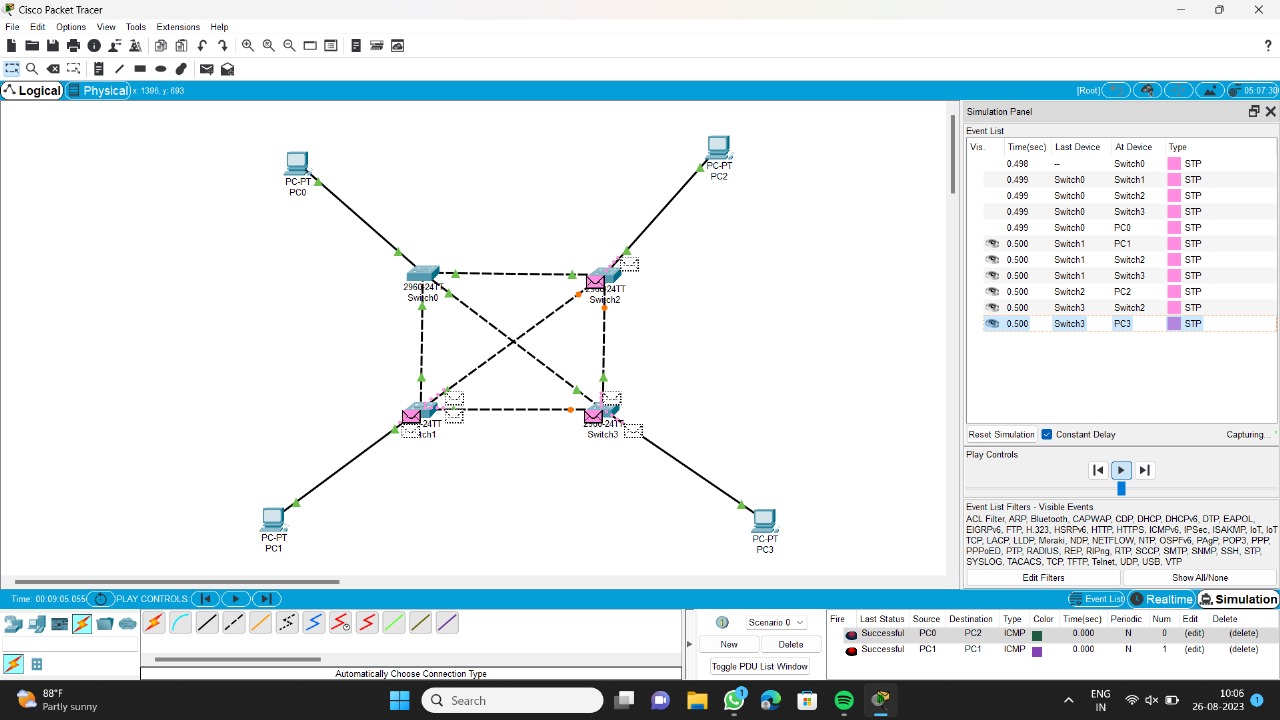 Cisco Packet Tracer
File Edit Options View Tools Extensions Help
Logical Physical x: 1396, y: 693 [Root] 05:07:30
PC-PT
PC0
PC-PT
PC2
2960-24TT
Switch0
2960-24TT
Switch2
24TT
ch1
2960-24TT
Switch3
PC-PT
PC1
PC-PT
PC3
Simulation Panel
Event List
Vis. Time(sec) Last Device At Device Type
0.498 -- Switch0 STP
0.499 Switch0 Switch1 STP
0.499 Switch0 Switch2 STP
0.499 Switch0 Switch3 STP
0.499 Switch0 PC0 STP
0.500 Switch1 PC1 STP
0.500 Switch1 Switch2 STP
0.500 Switch1 Switch3 STP
0.500 Switch2 PC2 STP
0.500 Switch3 Switch2 STP
0.500 Switch3 PC3 STP
Reset Simulation Constant Delay Capturing...
Play Controls
Event List Filters - Visible Events
ACL Filter, ARP, Bluetooth, CAPWAP, CDP, DHCP, DHCPv6, DTP, EAPOL,
EIGRPv6, FTP, H.323, HSRPv6, HTTP, HTTPS, ICMPv6, IPSec, ISAKMP, IoT, IoT
TCP, LACP, LLDP, Meraki, NDP, NETFLOW, NTP, OSPFv6, PAgP, POP3, PPP,
PPPoED, PTP, RADIUS, REP, RIPng, RTP, SCCP, SMTP, SNMP, SSH, STP,
SYSLOG, TACACS, TCP, TFTP, Telnet, UDP, USB, VTP
Edit Filters Show All/None
Time: 00:09:05.055 PLAY CONTROLS: Event List Realtime Simulation
Automatically Choose Connection Type
Scenario 0
New Delete
Toggle PDU List Window
Fire Last Status Source Destination Type Color Time(sec) Periodic Num Edit Delete
Successful PC0 PC2 ICMP 0.000 N 0 (edit) (delete)
Successful PC1 PC1 ICMP 0.000 N 1 (edit) (delete)
88°F
Partly sunny
Search
1
ENG
IN
10:06
26-08-2023
1